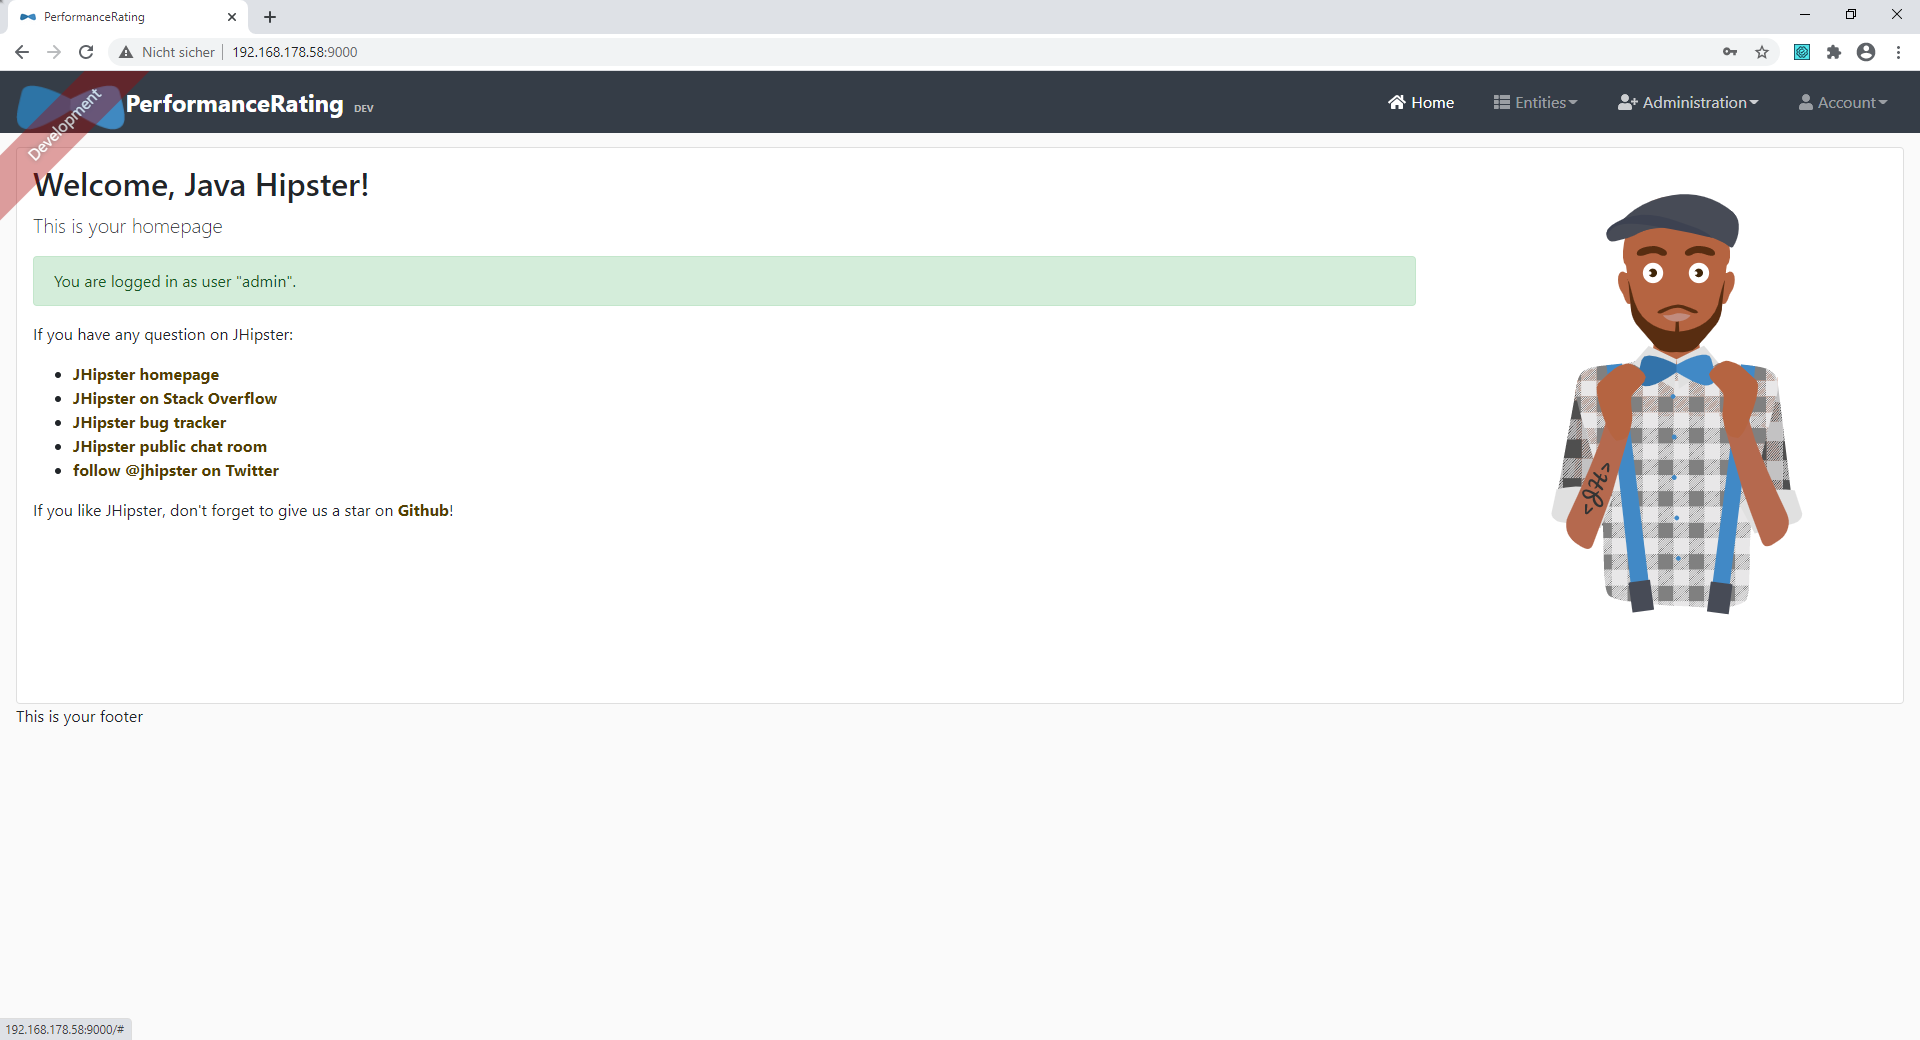 PerformanceRating
Nicht sicher 192.168.178.58:9000
Development
PerformanceRating DEV
Home Entities Administration Account
Welcome, Java Hipster!
This is your homepage
You are logged in as user "admin".
If you have any question on JHipster:
JHipster homepage
JHipster on Stack Overflow
JHipster bug tracker
JHipster public chat room
follow @jhipster on Twitter
If you like JHipster, don't forget to give us a star on Github!
<JH>
This is your footer
192.168.178.58:9000/#